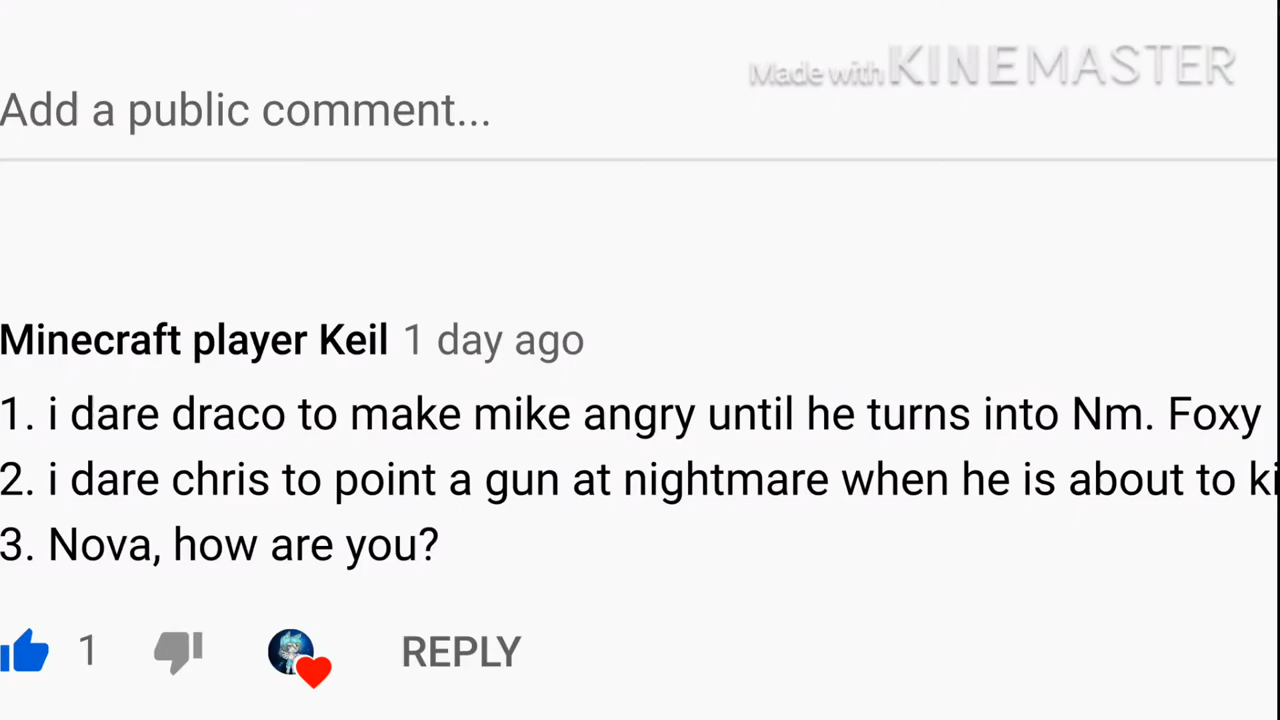 Made with KINEMASTER
Add a public comment...
Minecraft player Keil 1 day ago
1. i dare draco to make mike angry until he turns into Nm. Foxy
2. i dare chris to point a gun at nightmare when he is about to
3. Nova, how are you?
1 REPLY